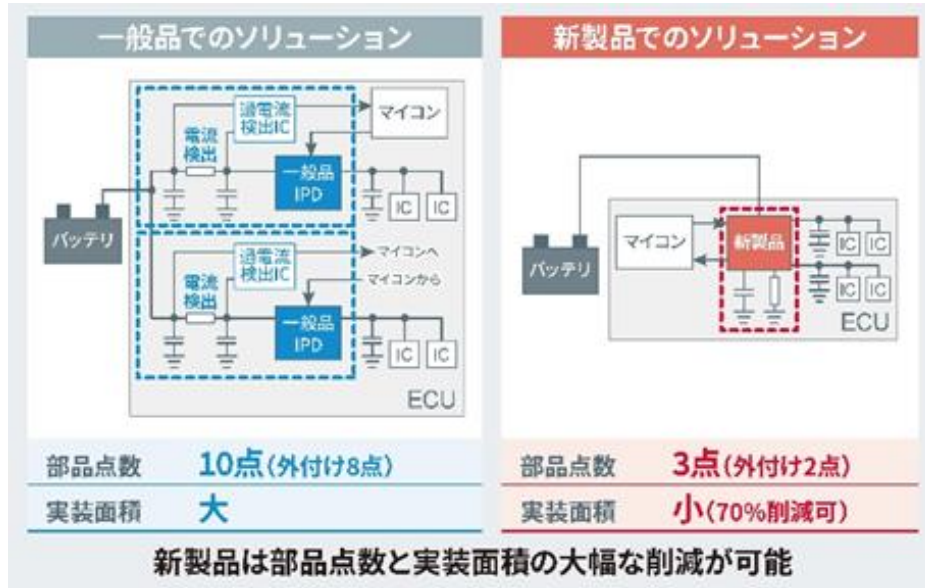 一般品でのソリューション
過電流
検出IC
マイコン
電流
検出
一般品
IPD
IC
IC
バッテリ
過電流
検出IC
マイコンへ
マイコンから
電流
検出
一般品
IPD
IC
IC
ECU
部品点数 10点(外付け8点)
実装面積 大
新製品でのソリューション
マイコン
新製品
IC
IC
IC
IC
バッテリ
ECU
部品点数 3点(外付け2点)
実装面積 小(70%削減可)
新製品は部品点数と実装面積の大幅な削減が可能